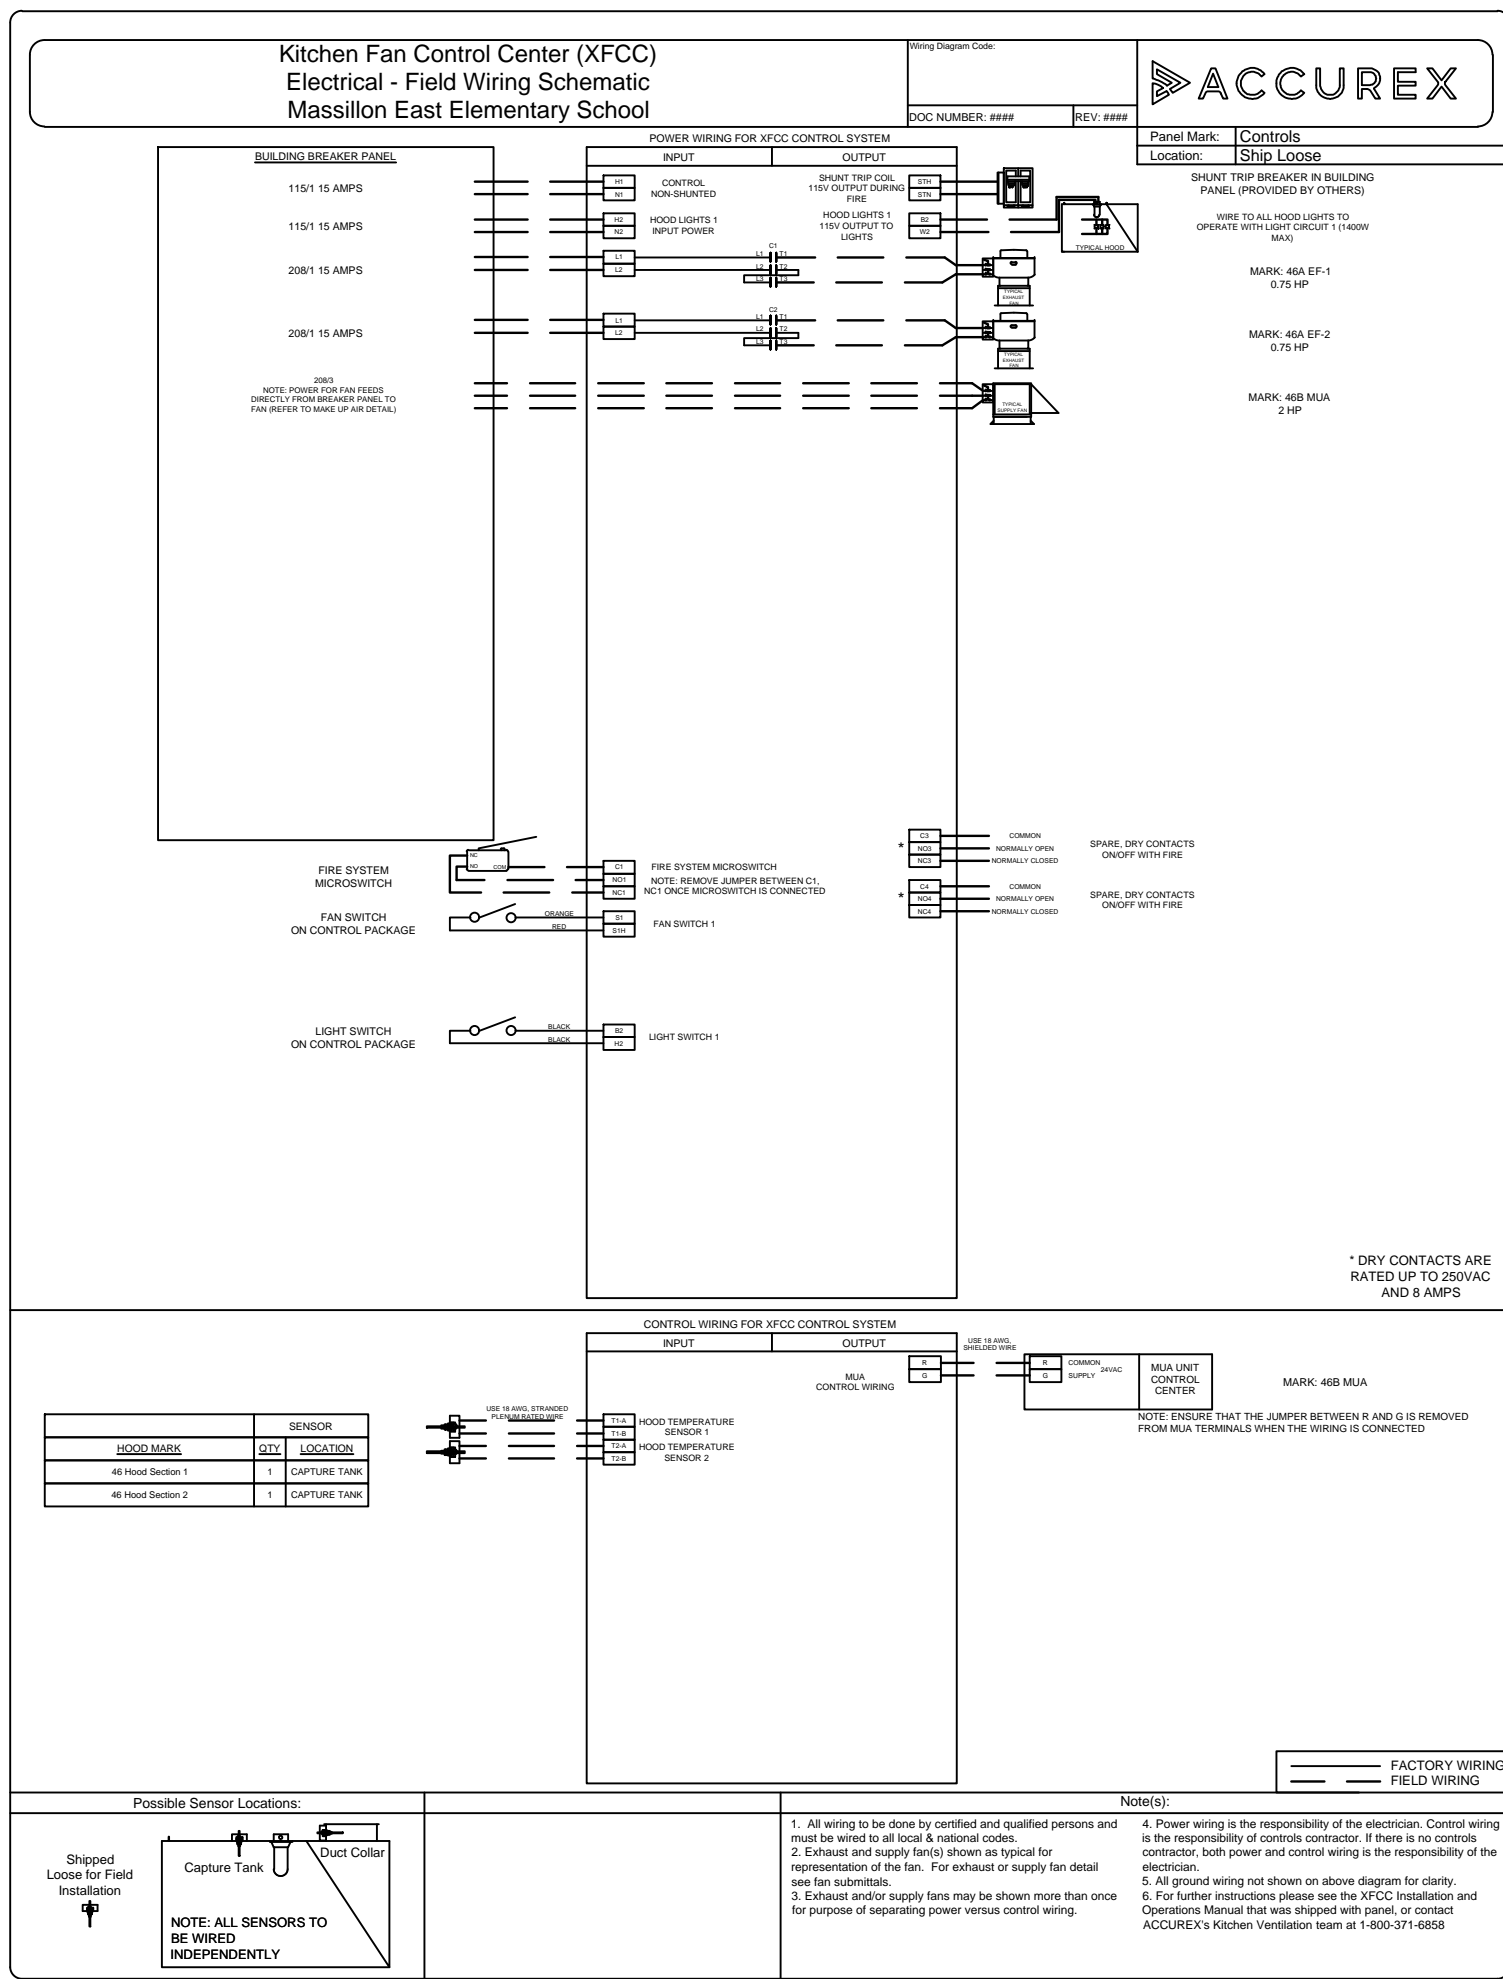 Kitchen Fan Control Center (XFCC)
Electrical - Field Wiring Schematic
Massillon East Elementary School
Wiring Diagram Code:
DOC NUMBER: ####
REV: ####
ACCUREX
Panel Mark:
Controls
Location:
Ship Loose
POWER WIRING FOR XFCC CONTROL SYSTEM
INPUT
OUTPUT
BUILDING BREAKER PANEL
115/1 15 AMPS
H1
N1
CONTROL
NON-SHUNTED
SHUNT TRIP COIL
115V OUTPUT DURING
FIRE
STH
STN
SHUNT TRIP BREAKER IN BUILDING
PANEL (PROVIDED BY OTHERS)
115/1 15 AMPS
H2
N2
HOOD LIGHTS 1
INPUT POWER
HOOD LIGHTS 1
115V OUTPUT TO
LIGHTS
B2
W2
TYPICAL HOOD
WIRE TO ALL HOOD LIGHTS TO
OPERATE WITH LIGHT CIRCUIT 1 (1400W
MAX)
208/1 15 AMPS
L1
L2
C1
L1 T1
L2 T2
L3 T3
TYPICAL
EXHAUST
FAN
MARK: 46A EF-1
0.75 HP
208/1 15 AMPS
L1
L2
C2
L1 T1
L2 T2
L3 T3
TYPICAL
EXHAUST
FAN
MARK: 46A EF-2
0.75 HP
208/3
NOTE: POWER FOR FAN FEEDS
DIRECTLY FROM BREAKER PANEL TO
FAN (REFER TO MAKE UP AIR DETAIL)
TYPICAL
SUPPLY FAN
MARK: 46B MUA
2 HP
FIRE SYSTEM
MICROSWITCH
NC
NO
COM
C1
NO1
NC1
FIRE SYSTEM MICROSWITCH
NOTE: REMOVE JUMPER BETWEEN C1,
NC1 ONCE MICROSWITCH IS CONNECTED
*
C3
NO3
NC3
COMMON
NORMALLY OPEN
NORMALLY CLOSED
SPARE, DRY CONTACTS
ON/OFF WITH FIRE
*
C4
NO4
NC4
COMMON
NORMALLY OPEN
NORMALLY CLOSED
SPARE, DRY CONTACTS
ON/OFF WITH FIRE
FAN SWITCH
ON CONTROL PACKAGE
ORANGE
RED
S1
S1H
FAN SWITCH 1
LIGHT SWITCH
ON CONTROL PACKAGE
BLACK
BLACK
B2
H2
LIGHT SWITCH 1
* DRY CONTACTS ARE
RATED UP TO 250VAC
AND 8 AMPS
CONTROL WIRING FOR XFCC CONTROL SYSTEM
INPUT
OUTPUT
MUA
CONTROL WIRING
R
G
USE 18 AWG,
SHIELDED WIRE
R
G
COMMON
SUPPLY
24VAC
MUA UNIT
CONTROL
CENTER
MARK: 46B MUA
NOTE: ENSURE THAT THE JUMPER BETWEEN R AND G IS REMOVED
FROM MUA TERMINALS WHEN THE WIRING IS CONNECTED
USE 18 AWG, STRANDED
PLENUM RATED WIRE
T1-A
T1-B
T2-A
T2-B
HOOD TEMPERATURE
SENSOR 1
HOOD TEMPERATURE
SENSOR 2
SENSOR
HOOD MARK QTY LOCATION
46 Hood Section 1 1 CAPTURE TANK
46 Hood Section 2 1 CAPTURE TANK
FACTORY WIRING
FIELD WIRING
Possible Sensor Locations:
Shipped
Loose for Field
Installation
Capture Tank
Duct Collar
NOTE: ALL SENSORS TO
BE WIRED
INDEPENDENTLY
Note(s):
1. All wiring to be done by certified and qualified persons and
must be wired to all local & national codes.
2. Exhaust and supply fan(s) shown as typical for
representation of the fan. For exhaust or supply fan detail
see fan submittals.
3. Exhaust and/or supply fans may be shown more than once
for purpose of separating power versus control wiring.
4. Power wiring is the responsibility of the electrician. Control wiring
is the responsibility of controls contractor. If there is no controls
contractor, both power and control wiring is the responsibility of the
electrician.
5. All ground wiring not shown on above diagram for clarity.
6. For further instructions please see the XFCC Installation and
Operations Manual that was shipped with panel, or contact
ACCUREX's Kitchen Ventilation team at 1-800-371-6858